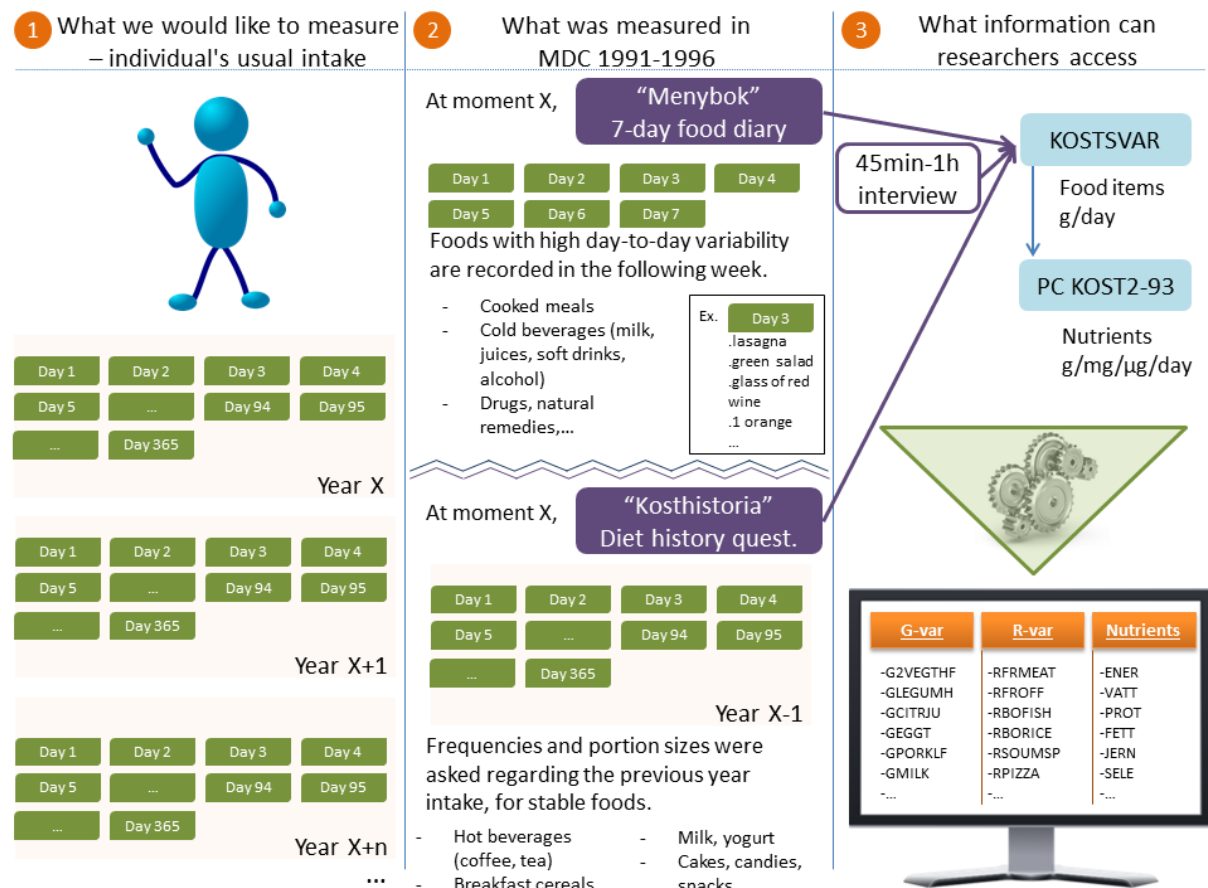 1
What we would like to measure
– individual's usual intake
Day 1
Day 2
Day 3
Day 4
Day 5
...
Day 94
Day 95
...
Day 365
Year X
Day 1
Day 2
Day 3
Day 4
Day 5
...
Day 94
Day 95
...
Day 365
Year X+1
Day 1
Day 2
Day 3
Day 4
Day 5
...
Day 94
Day 95
...
Day 365
Year X+n
...
2
What was measured in
MDC 1991-1996
At moment X,
“Menybok”
7-day food diary
Day 1
Day 2
Day 3
Day 4
Day 5
Day 6
Day 7
Foods with high day-to-day variability
are recorded in the following week.
- Cooked meals
- Cold beverages (milk,
juices, soft drinks,
alcohol)
- Drugs, natural
remedies,...
Ex.
Day 3
.lasagna
.green salad
.glass of red
wine
.1 orange
...
At moment X,
“Kosthistoria”
Diet history quest.
Day 1
Day 2
Day 3
Day 4
Day 5
...
Day 94
Day 95
...
Day 365
Year X-1
Frequencies and portion sizes were
asked regarding the previous year
intake, for stable foods.
- Hot beverages
(coffee, tea)
- Breakfast cereals
- Milk, yogurt
- Cakes, candies,
snacks
3
What information can
researchers access
45min-1h
interview
KOSTSVAR
Food items
g/day
PC KOST2-93
Nutrients
g/mg/µg/day
G-var
-G2VEGTHF
-GLEGUMH
-GCITRJU
-GEGGT
-GPORKLF
-GMILK
-...
R-var
-RFRMEAT
-RFROFF
-RBOFISH
-RBORICE
-RSOUMSP
-RPIZZA
-...
Nutrients
-ENER
-VATT
-PROT
-FETT
-JERN
-SELE
-...